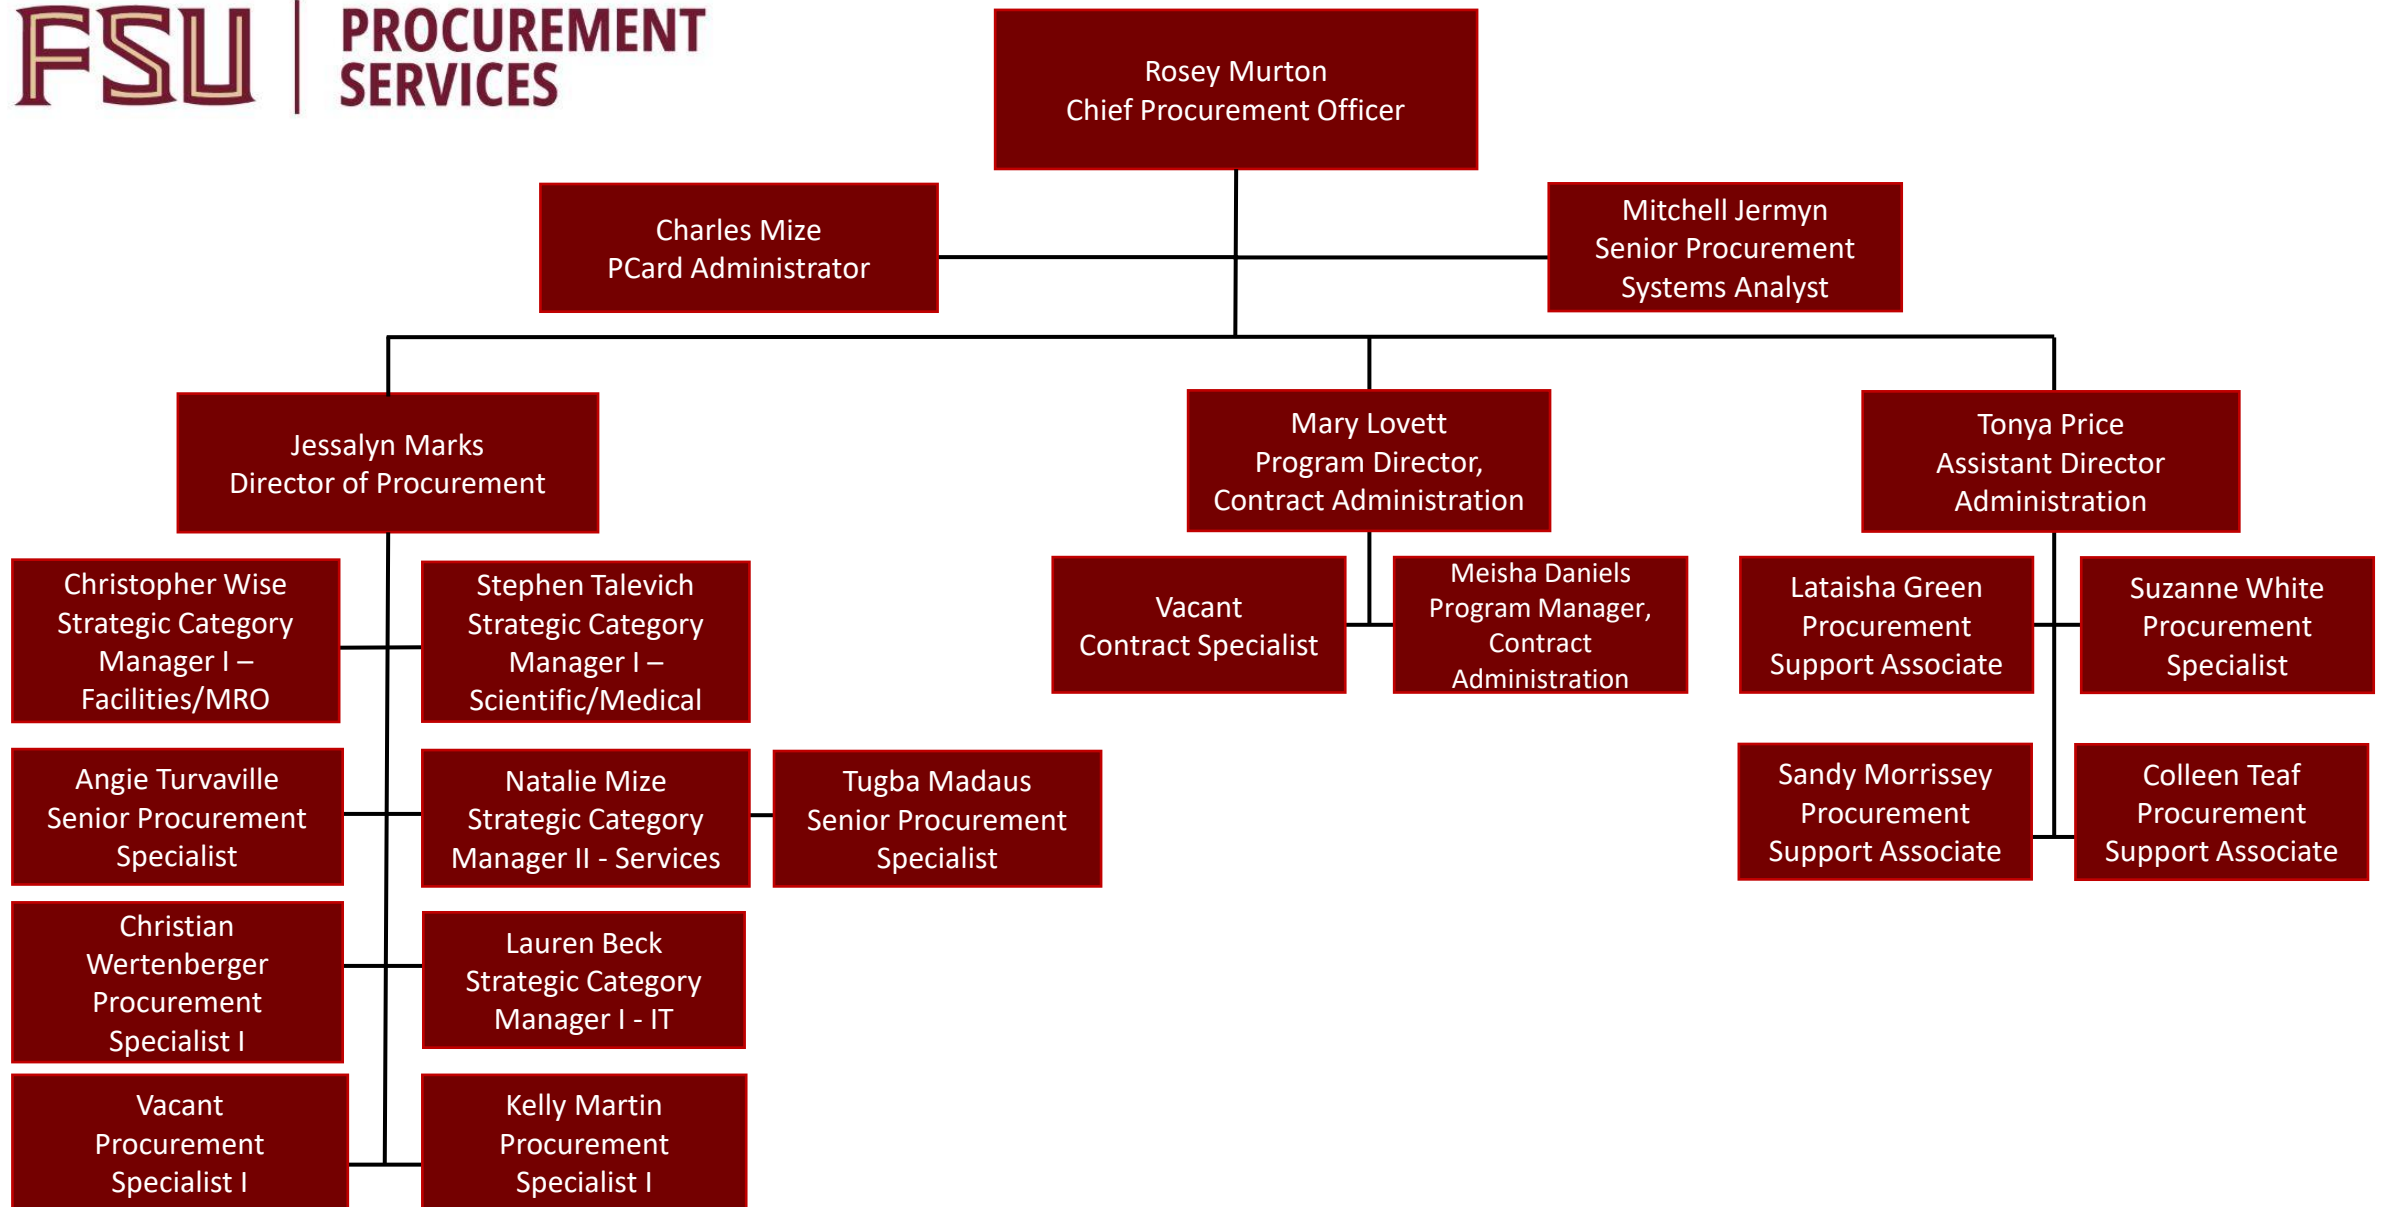 FSU
PROCUREMENT
SERVICES
Rosey Murton
Chief Procurement Officer
Charles Mize
PCard Administrator
Mitchell Jermyn
Senior Procurement
Systems Analyst
Jessalyn Marks
Director of Procurement
Mary Lovett
Program Director,
Contract Administration
Tonya Price
Assistant Director
Administration
Christopher Wise
Strategic Category
Manager I –
Facilities/MRO
Stephen Talevich
Strategic Category
Manager I –
Scientific/Medical
Vacant
Contract Specialist
Meisha Daniels
Program Manager,
Contract
Administration
Lataisha Green
Procurement
Support Associate
Suzanne White
Procurement
Specialist
Angie Turvaville
Senior Procurement
Specialist
Natalie Mize
Strategic Category
Manager II - Services
Tugba Madaus
Senior Procurement
Specialist
Sandy Morrissey
Procurement
Support Associate
Colleen Teaf
Procurement
Support Associate
Christian
Wertenberger
Procurement
Specialist I
Lauren Beck
Strategic Category
Manager I - IT
Vacant
Procurement
Specialist I
Kelly Martin
Procurement
Specialist I